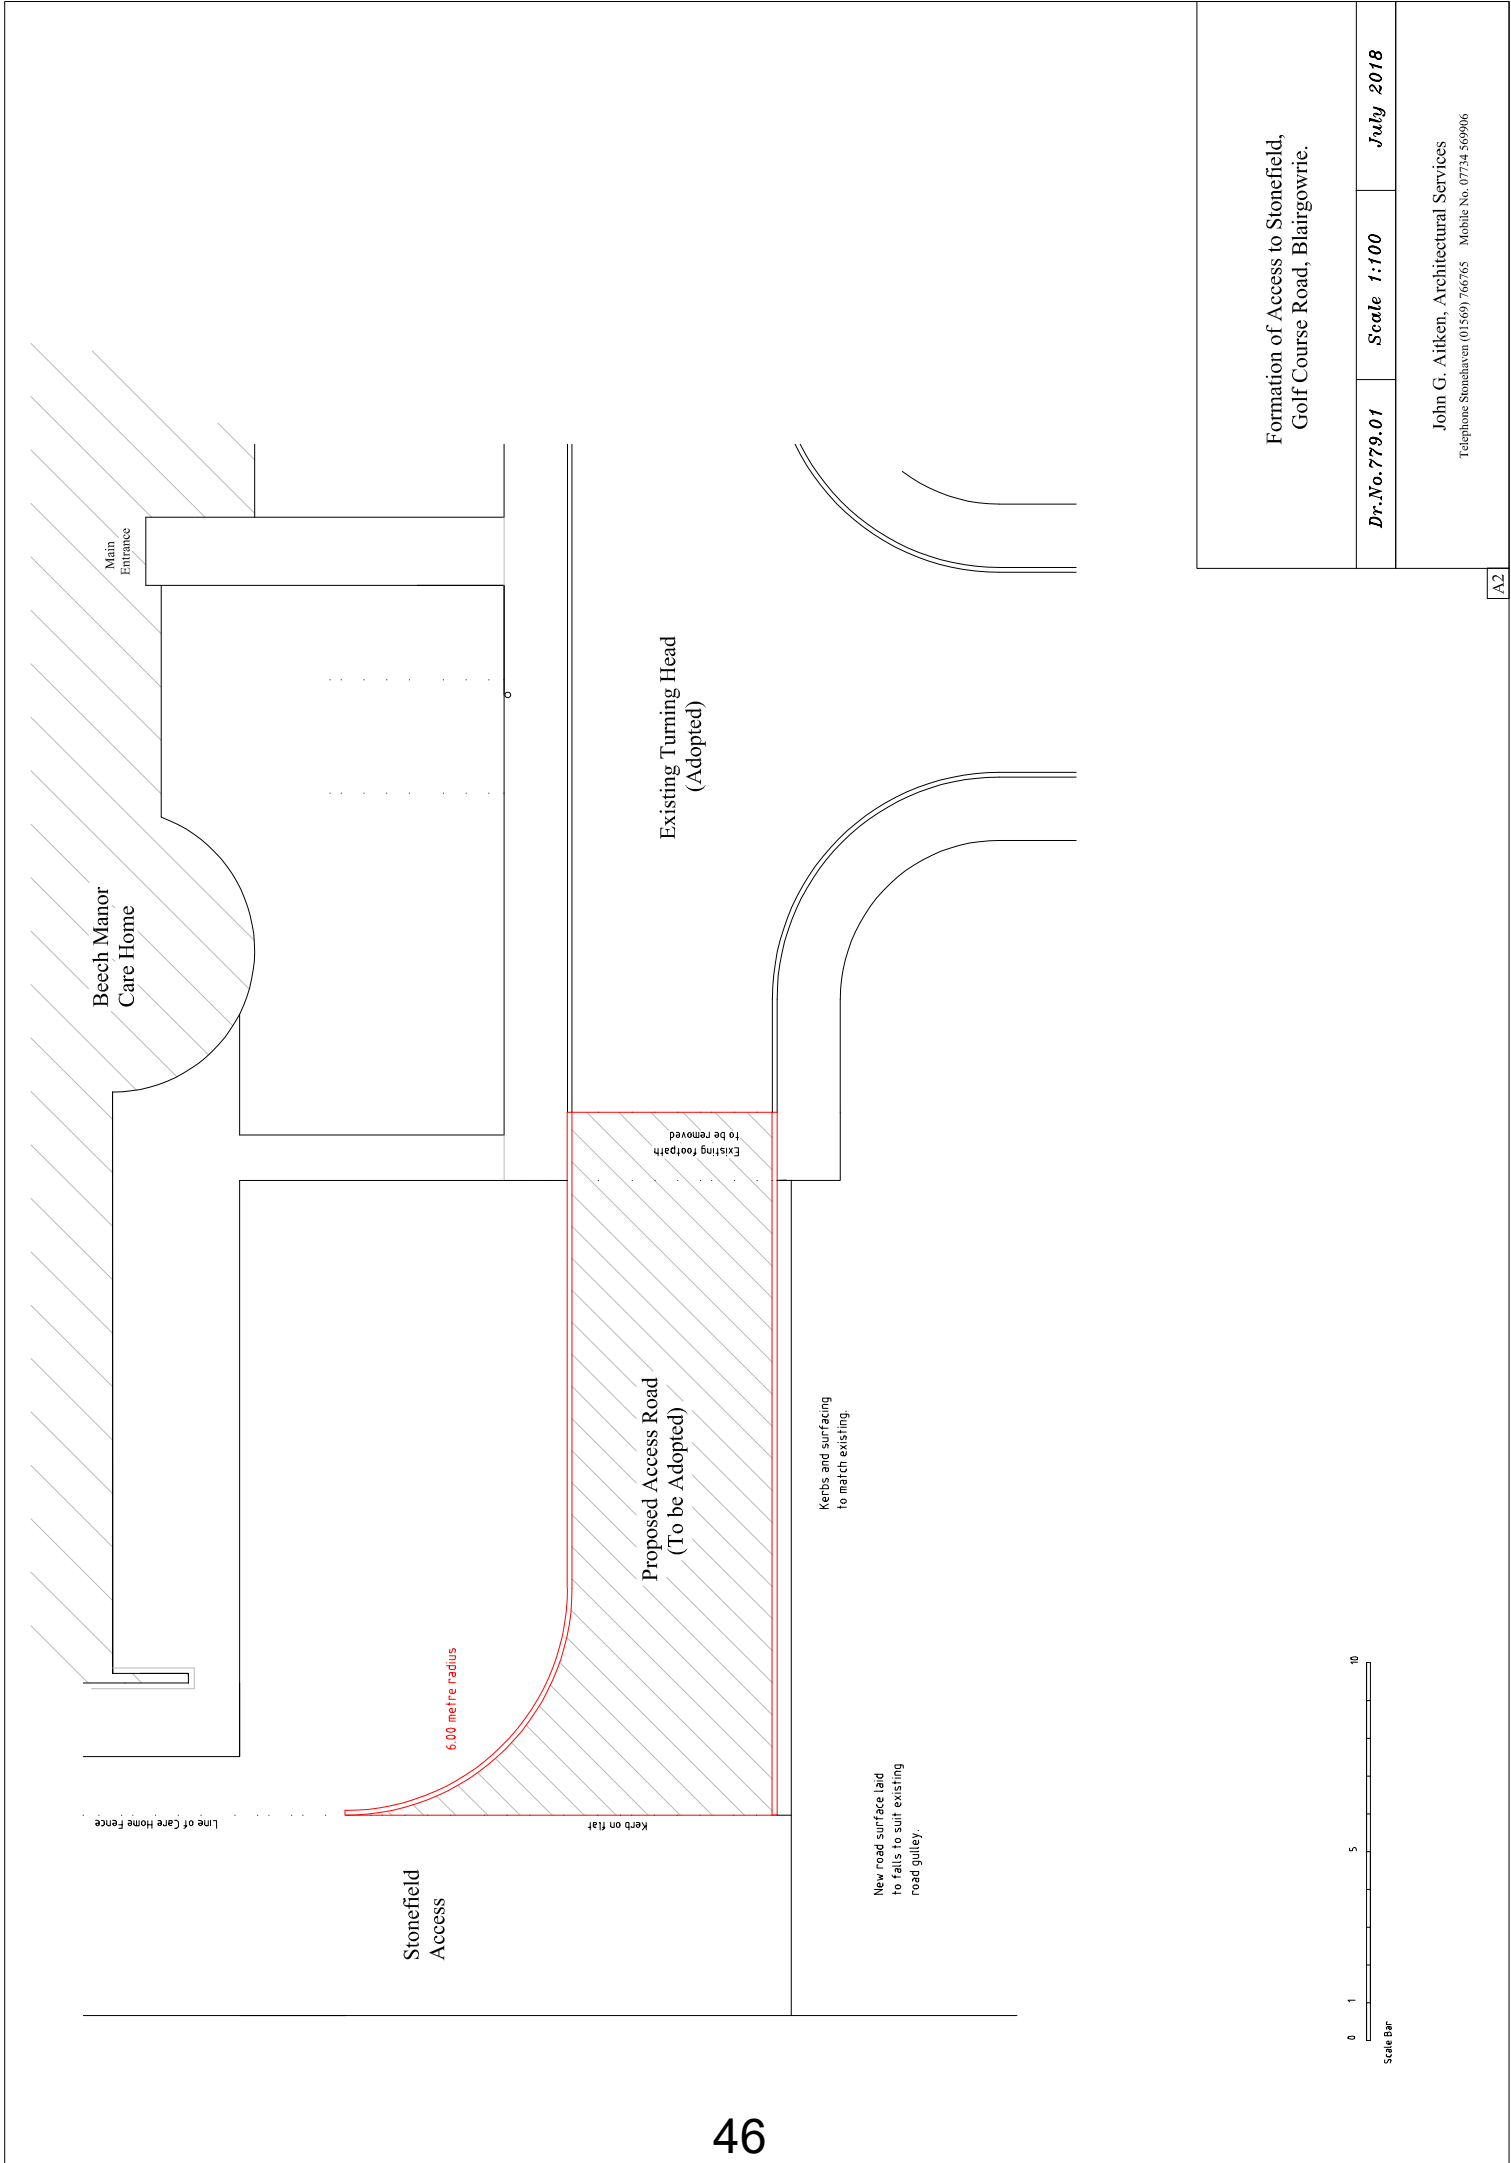 Main
Entrance
Beech Manor
Care Home
Existing Turning Head
(Adopted)
Existing footpath
to be removed
Proposed Access Road
(To be Adopted)
Kerbs and surfacing
to match existing.
6.00 metre radius
Line of Care Home Fence
Kerb on flat
Stonefield
Access
New road surface laid
to falls to suit existing
road gulley.
0 1 5 10
Scale Bar
Formation of Access to Stonefield,
Golf Course Road, Blairgowrie.
Dr.No.779.01 Scale 1:100 July 2018
John G. Aitken, Architectural Services
Telephone Stonehaven (01569) 766765 Mobile No. 07734 569906
A2
46